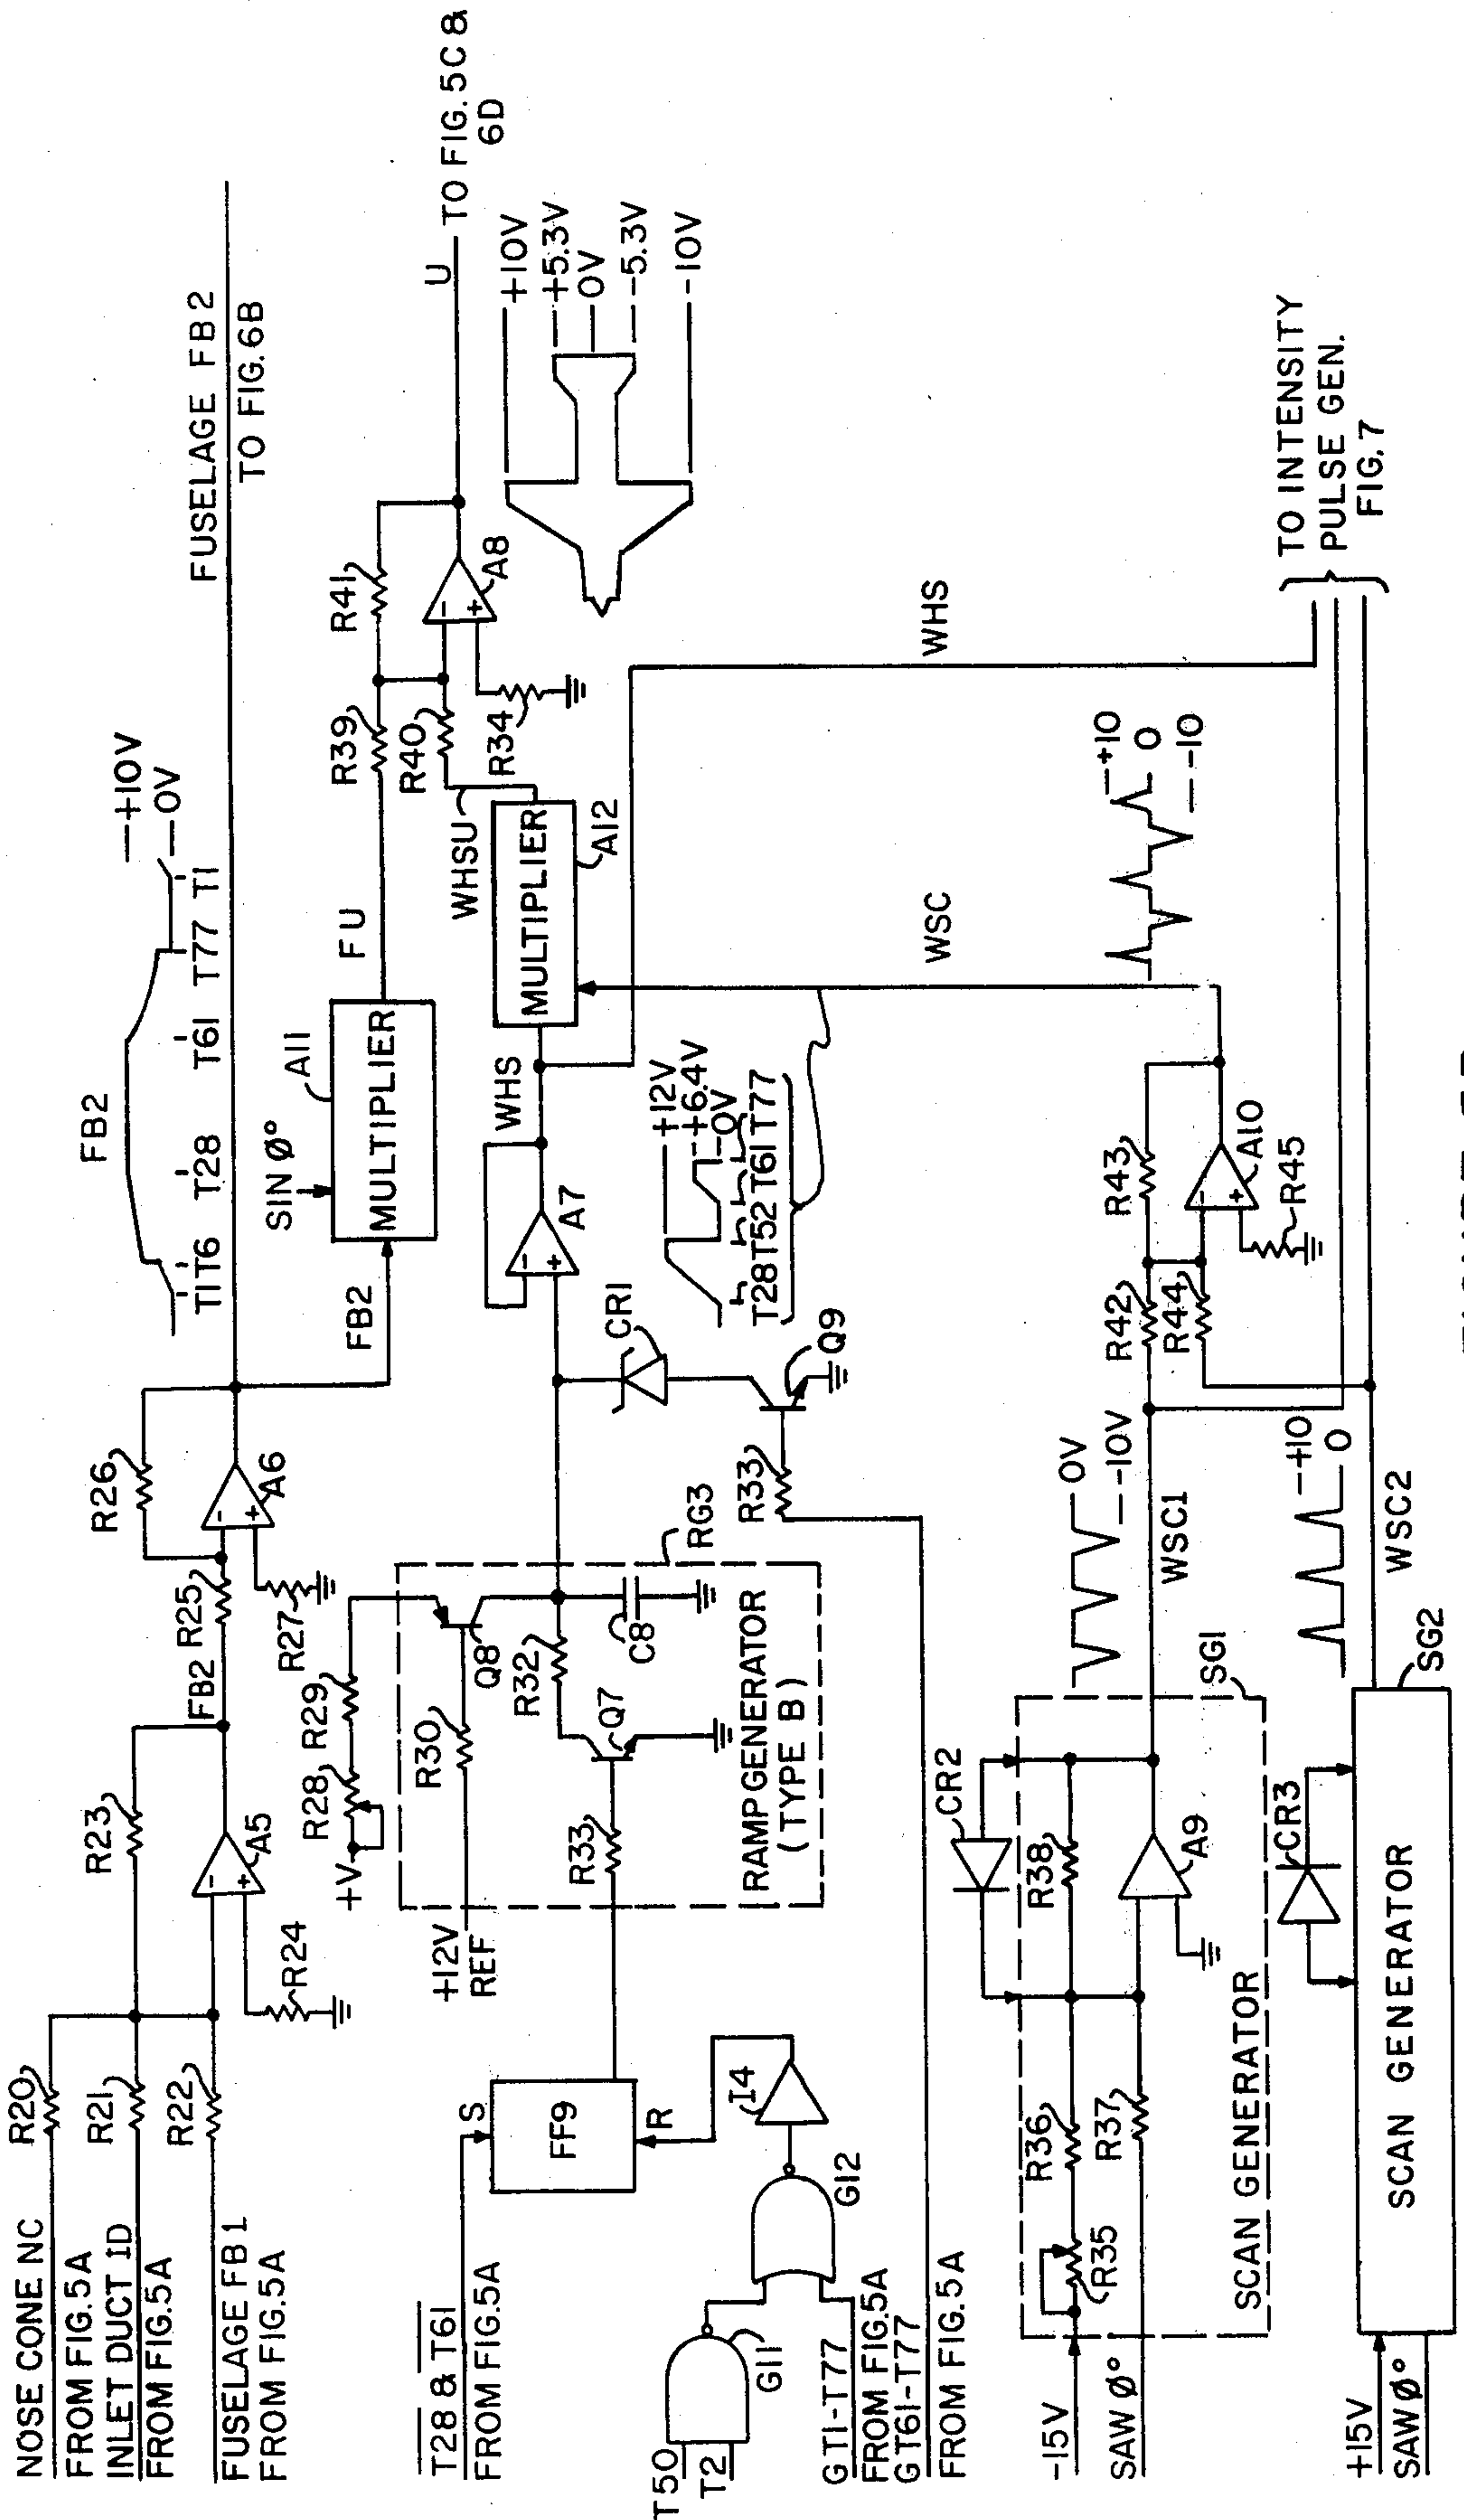 NOSE CONE NC
FROM FIG.5A
INLET DUCT ID
FROM FIG.5A
FUSELAGE FB1
FROM FIG.5A
R20
R21
R22
R23
R24
A5
FB2
R25
R26
R27
A6
FB2
T1 T6 T28 T61 T77 T1
+10V
0V
FUSELAGE FB2
TO FIG.6B
FB2
SIN Ø°
MULTIPLIER
A11
FU
R39
R41
R40
R34
A8
U
TO FIG.5C &
6D
+10V
+5.3V
0V
-5.3V
-10V
T28 & T61
FROM FIG.5A
S
FF9
R
I4
T50
T2
G11
G12
GT1-T77
FROM FIG.5A
GT61-T77
FROM FIG.5A
+12V
REF
+V
R28
R29
R30
Q8
R32
Q7
R33
C8
RAMP GENERATOR
(TYPE B)
RG3
R33
Q9
CR1
A7
WHS
MULTIPLIER
A12
WHSU
+12V
+6.4V
0V
T28 T52 T61 T77
WHS
WSC
+10
0
-10
-15V
SAW Ø°
R35
R36
R37
R38
CR2
A9
SCAN GENERATOR
SG1
0V
-10V
WSC1
R42
R43
R44
A10
R45
+15V
SAW Ø°
SCAN GENERATOR
CR3
SG2
+10
0
WSC2
TO INTENSITY
PULSE GEN.
FIG.7